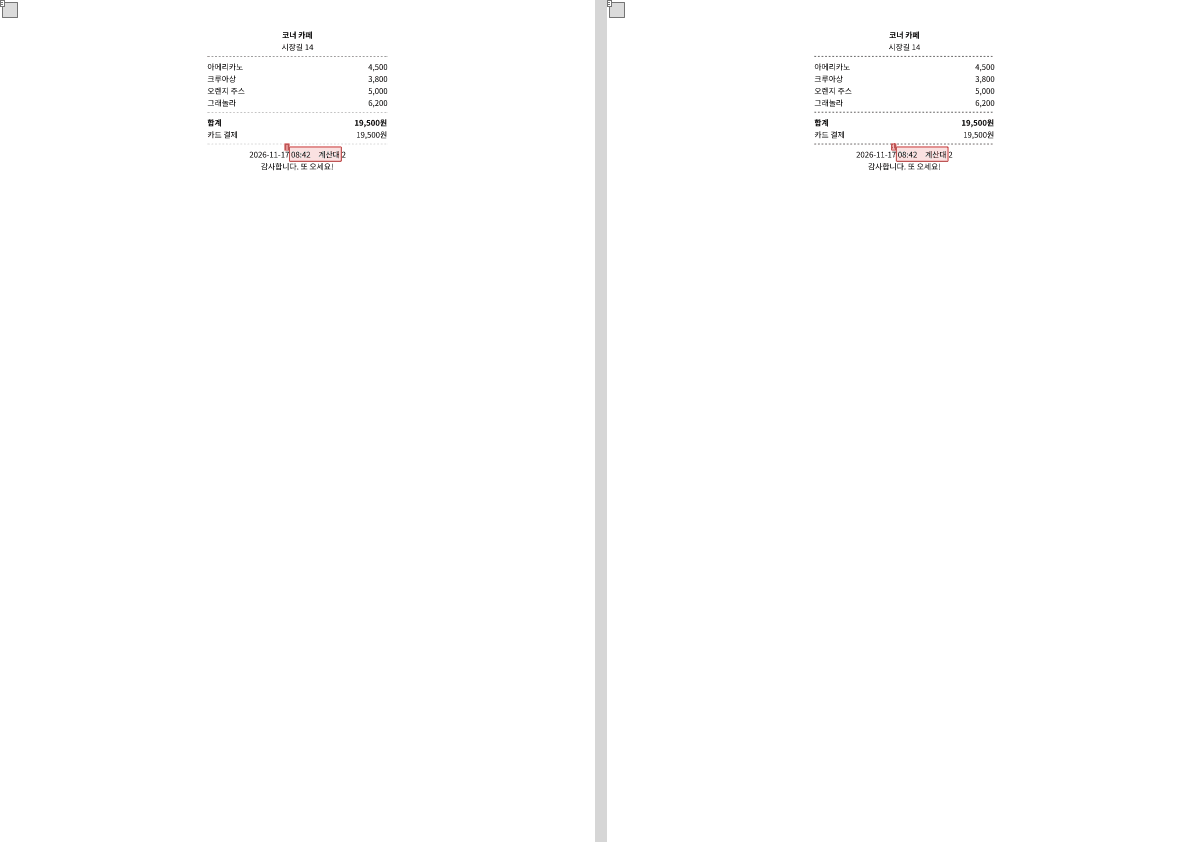 코너 카페
시장길 14
아메리카노 4,500
크루아상 3,800
오렌지 주스 5,000
그래놀라 6,200
합계 19,500원
카드 결제 19,500원
2026-11-17 08:42 계산대 2
감사합니다. 또 오세요!
코너 카페
시장길 14
아메리카노 4,500
크루아상 3,800
오렌지 주스 5,000
그래놀라 6,200
합계 19,500원
카드 결제 19,500원
2026-11-17 08:42 계산대 2
감사합니다. 또 오세요!